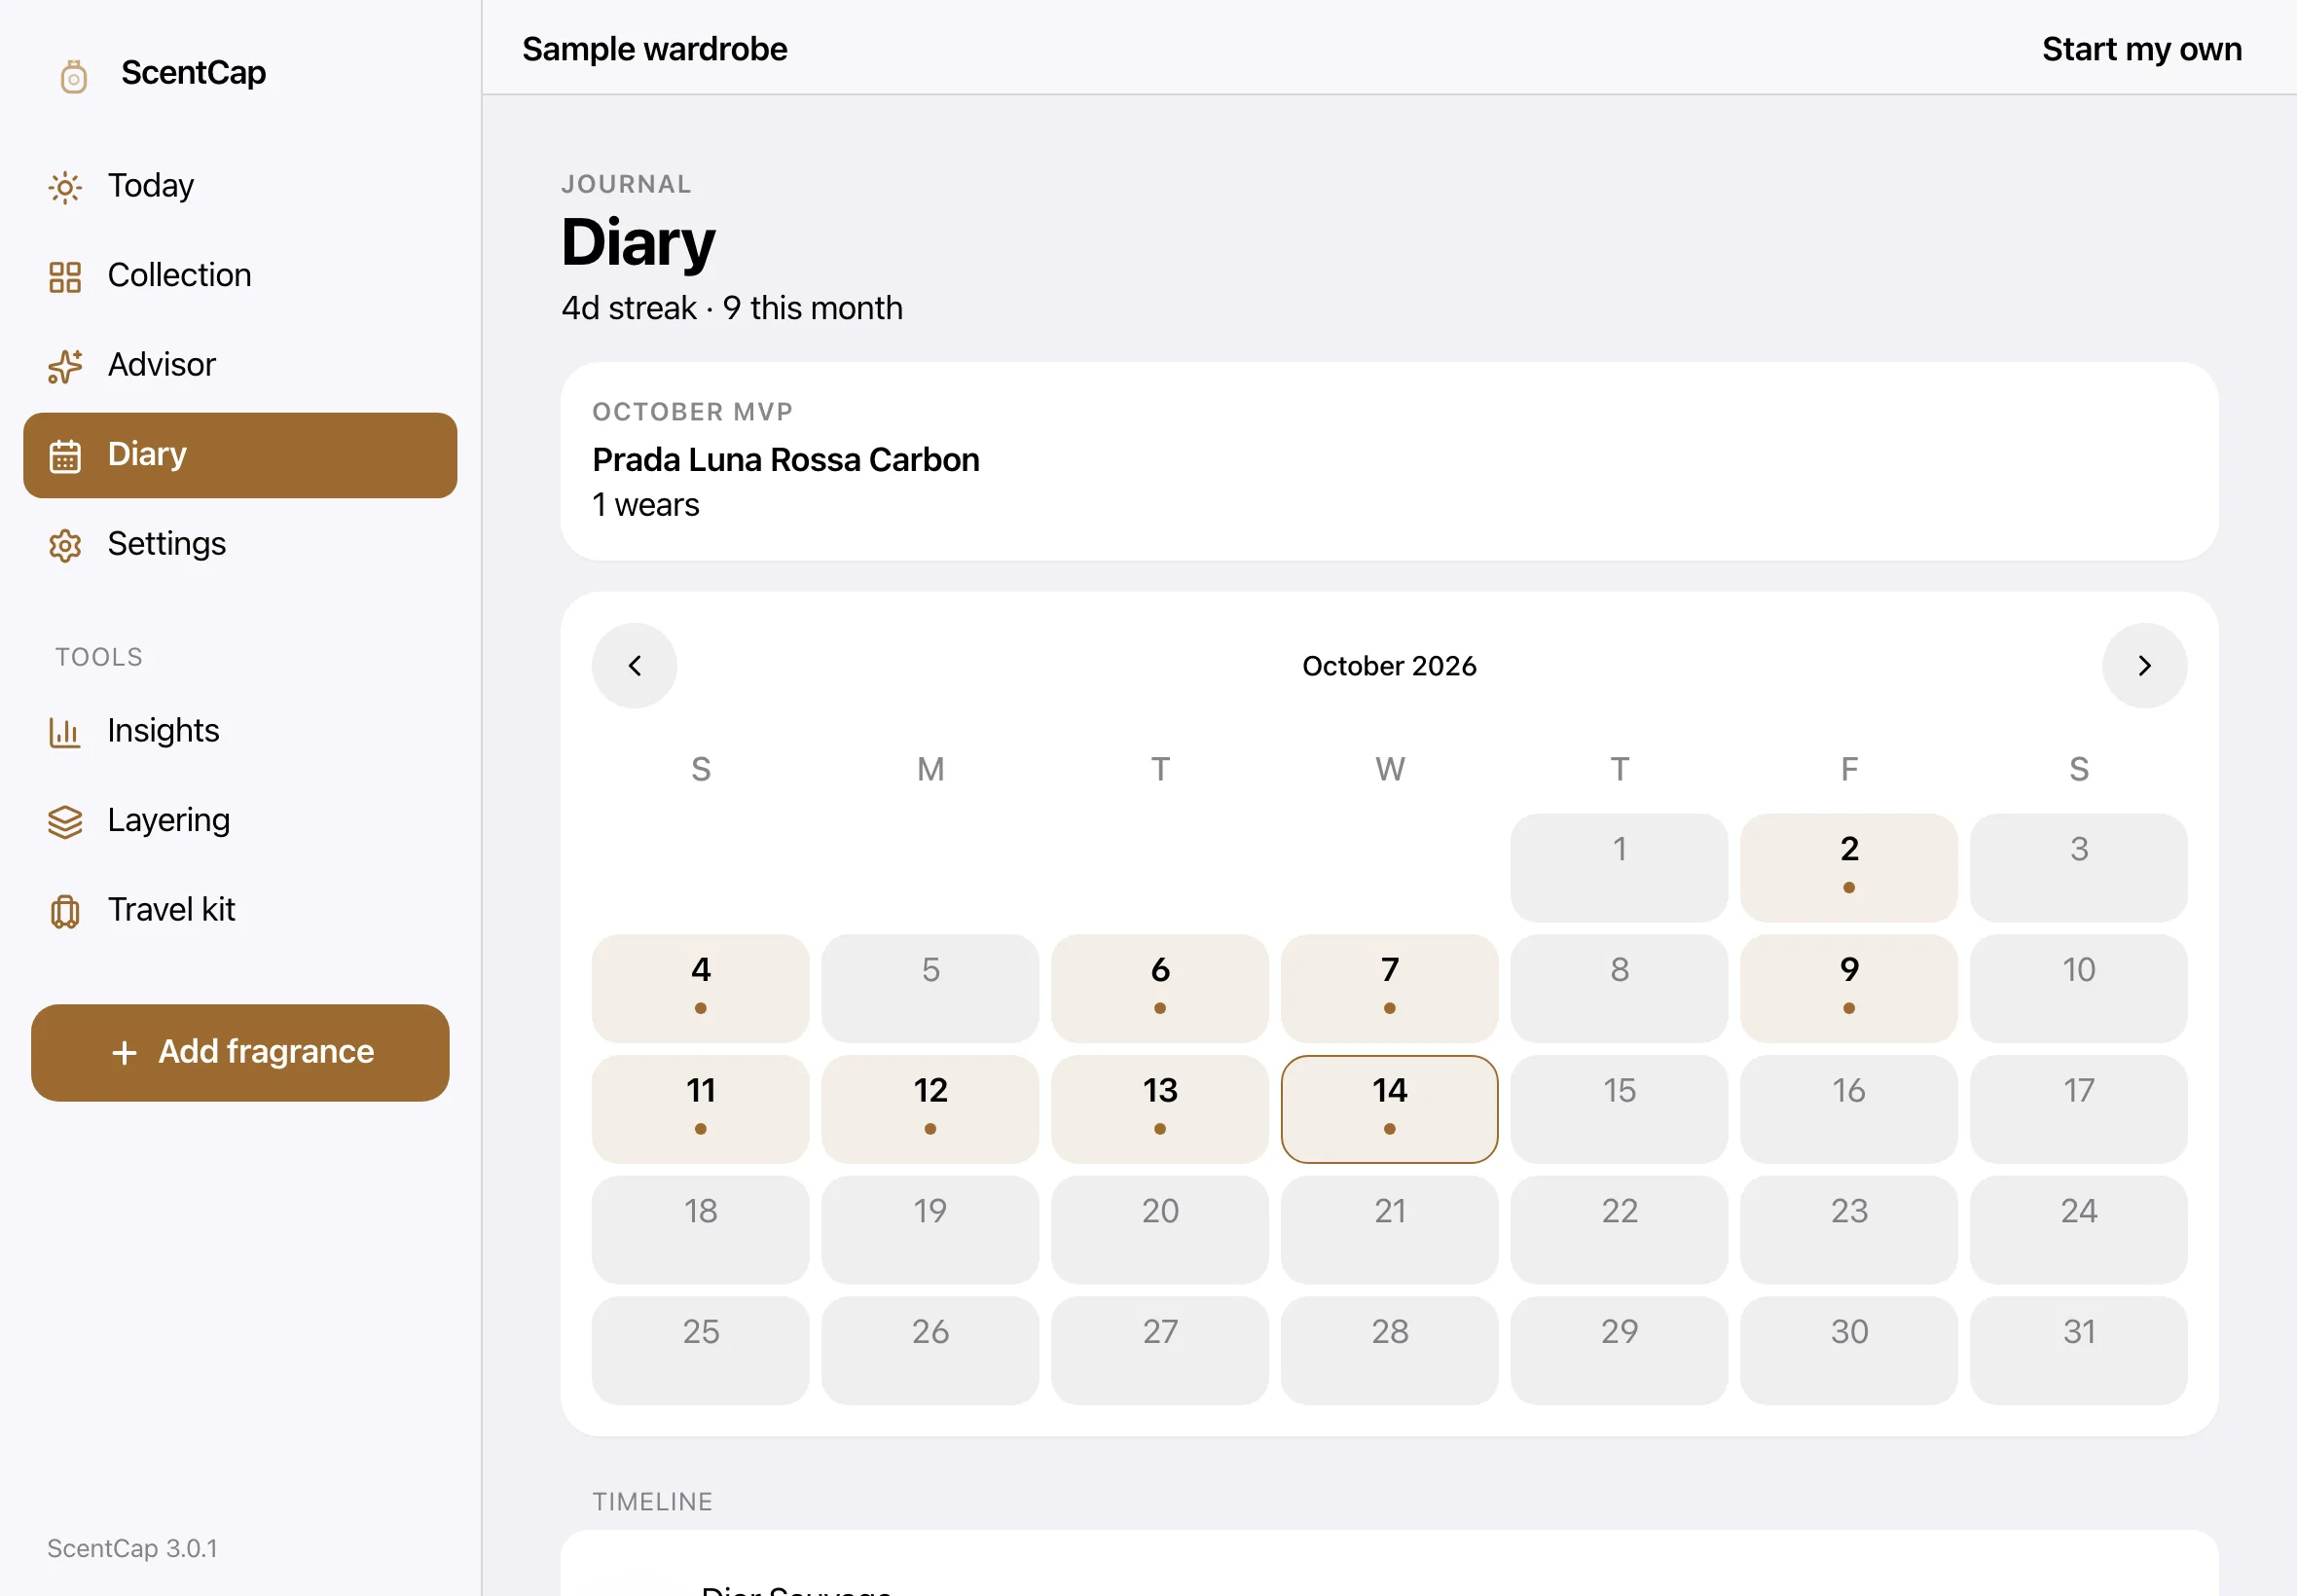 ScentCap
Today
Collection
Advisor
Diary
Settings
TOOLS
Insights
Layering
Travel kit
Add fragrance
ScentCap 3.0.1
Sample wardrobe
Start my own
JOURNAL
Diary
4d streak · 9 this month
OCTOBER MVP
Prada Luna Rossa Carbon
1 wears
October 2026
S M T W T F S
1 2 3
4 5 6 7 8 9 10
11 12 13 14 15 16 17
18 19 20 21 22 23 24
25 26 27 28 29 30 31
TIMELINE
Dior Sauvage